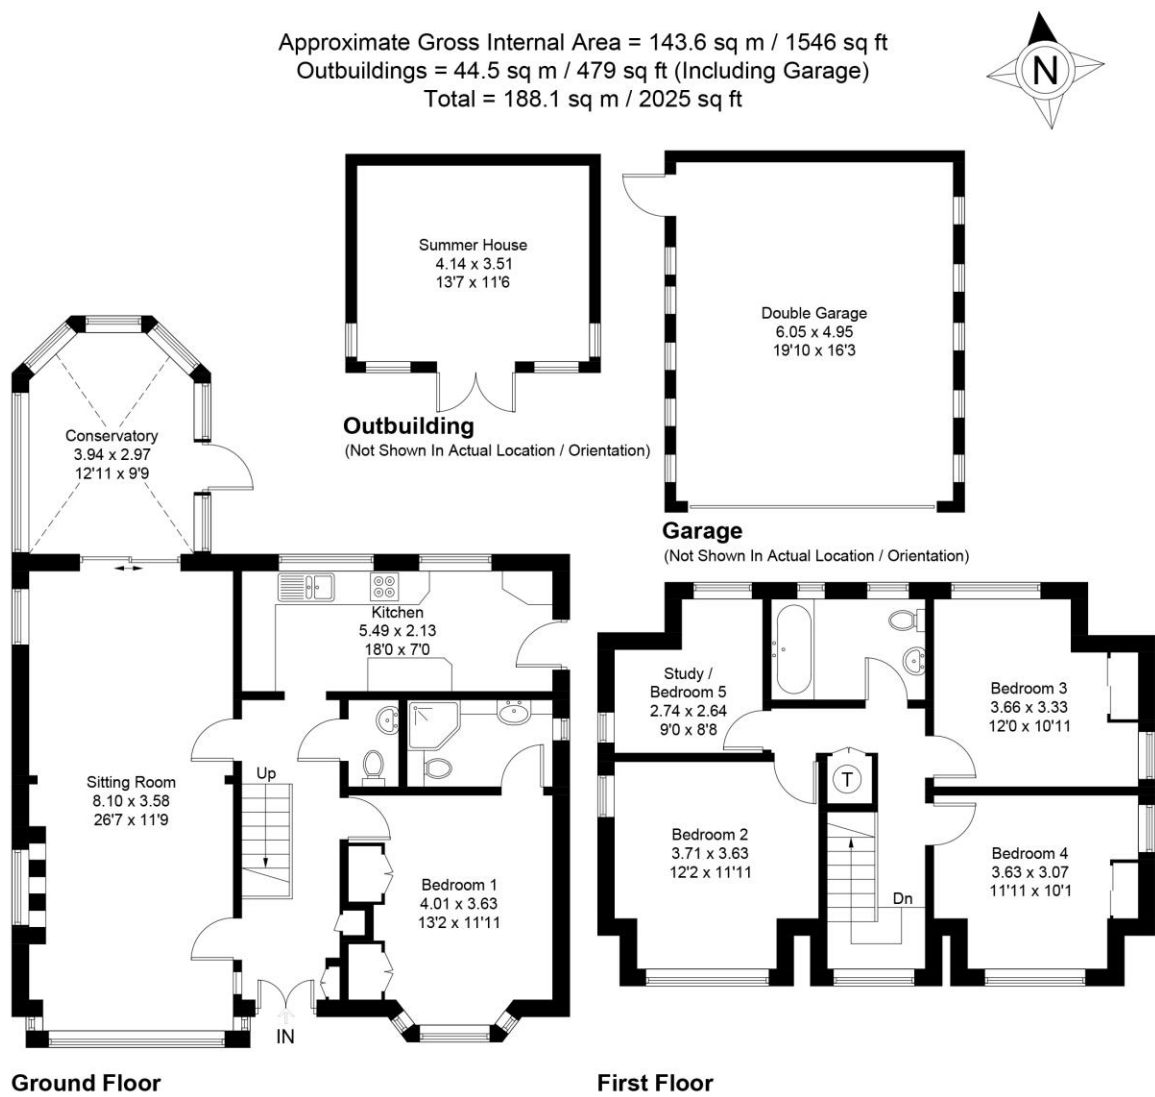 Approximate Gross Internal Area = 143.6 sq m / 1546 sq ft
Outbuildings = 44.5 sq m / 479 sq ft (Including Garage)
Total = 188.1 sq m / 2025 sq ft
N
Summer House
4.14 x 3.51
13'7 x 11'6
Double Garage
6.05 x 4.95
19'10 x 16'3
Outbuilding
(Not Shown In Actual Location / Orientation)
Garage
(Not Shown In Actual Location / Orientation)
Conservatory
3.94 x 2.97
12'11 x 9'9
Kitchen
5.49 x 2.13
18'0 x 7'0
Sitting Room
8.10 x 3.58
26'7 x 11'9
Up
Bedroom 1
4.01 x 3.63
13'2 x 11'11
IN
Study /
Bedroom 5
2.74 x 2.64
9'0 x 8'8
Bedroom 3
3.66 x 3.33
12'0 x 10'11
T
Bedroom 2
3.71 x 3.63
12'2 x 11'11
Bedroom 4
3.63 x 3.07
11'11 x 10'1
Dn
Ground Floor
First Floor